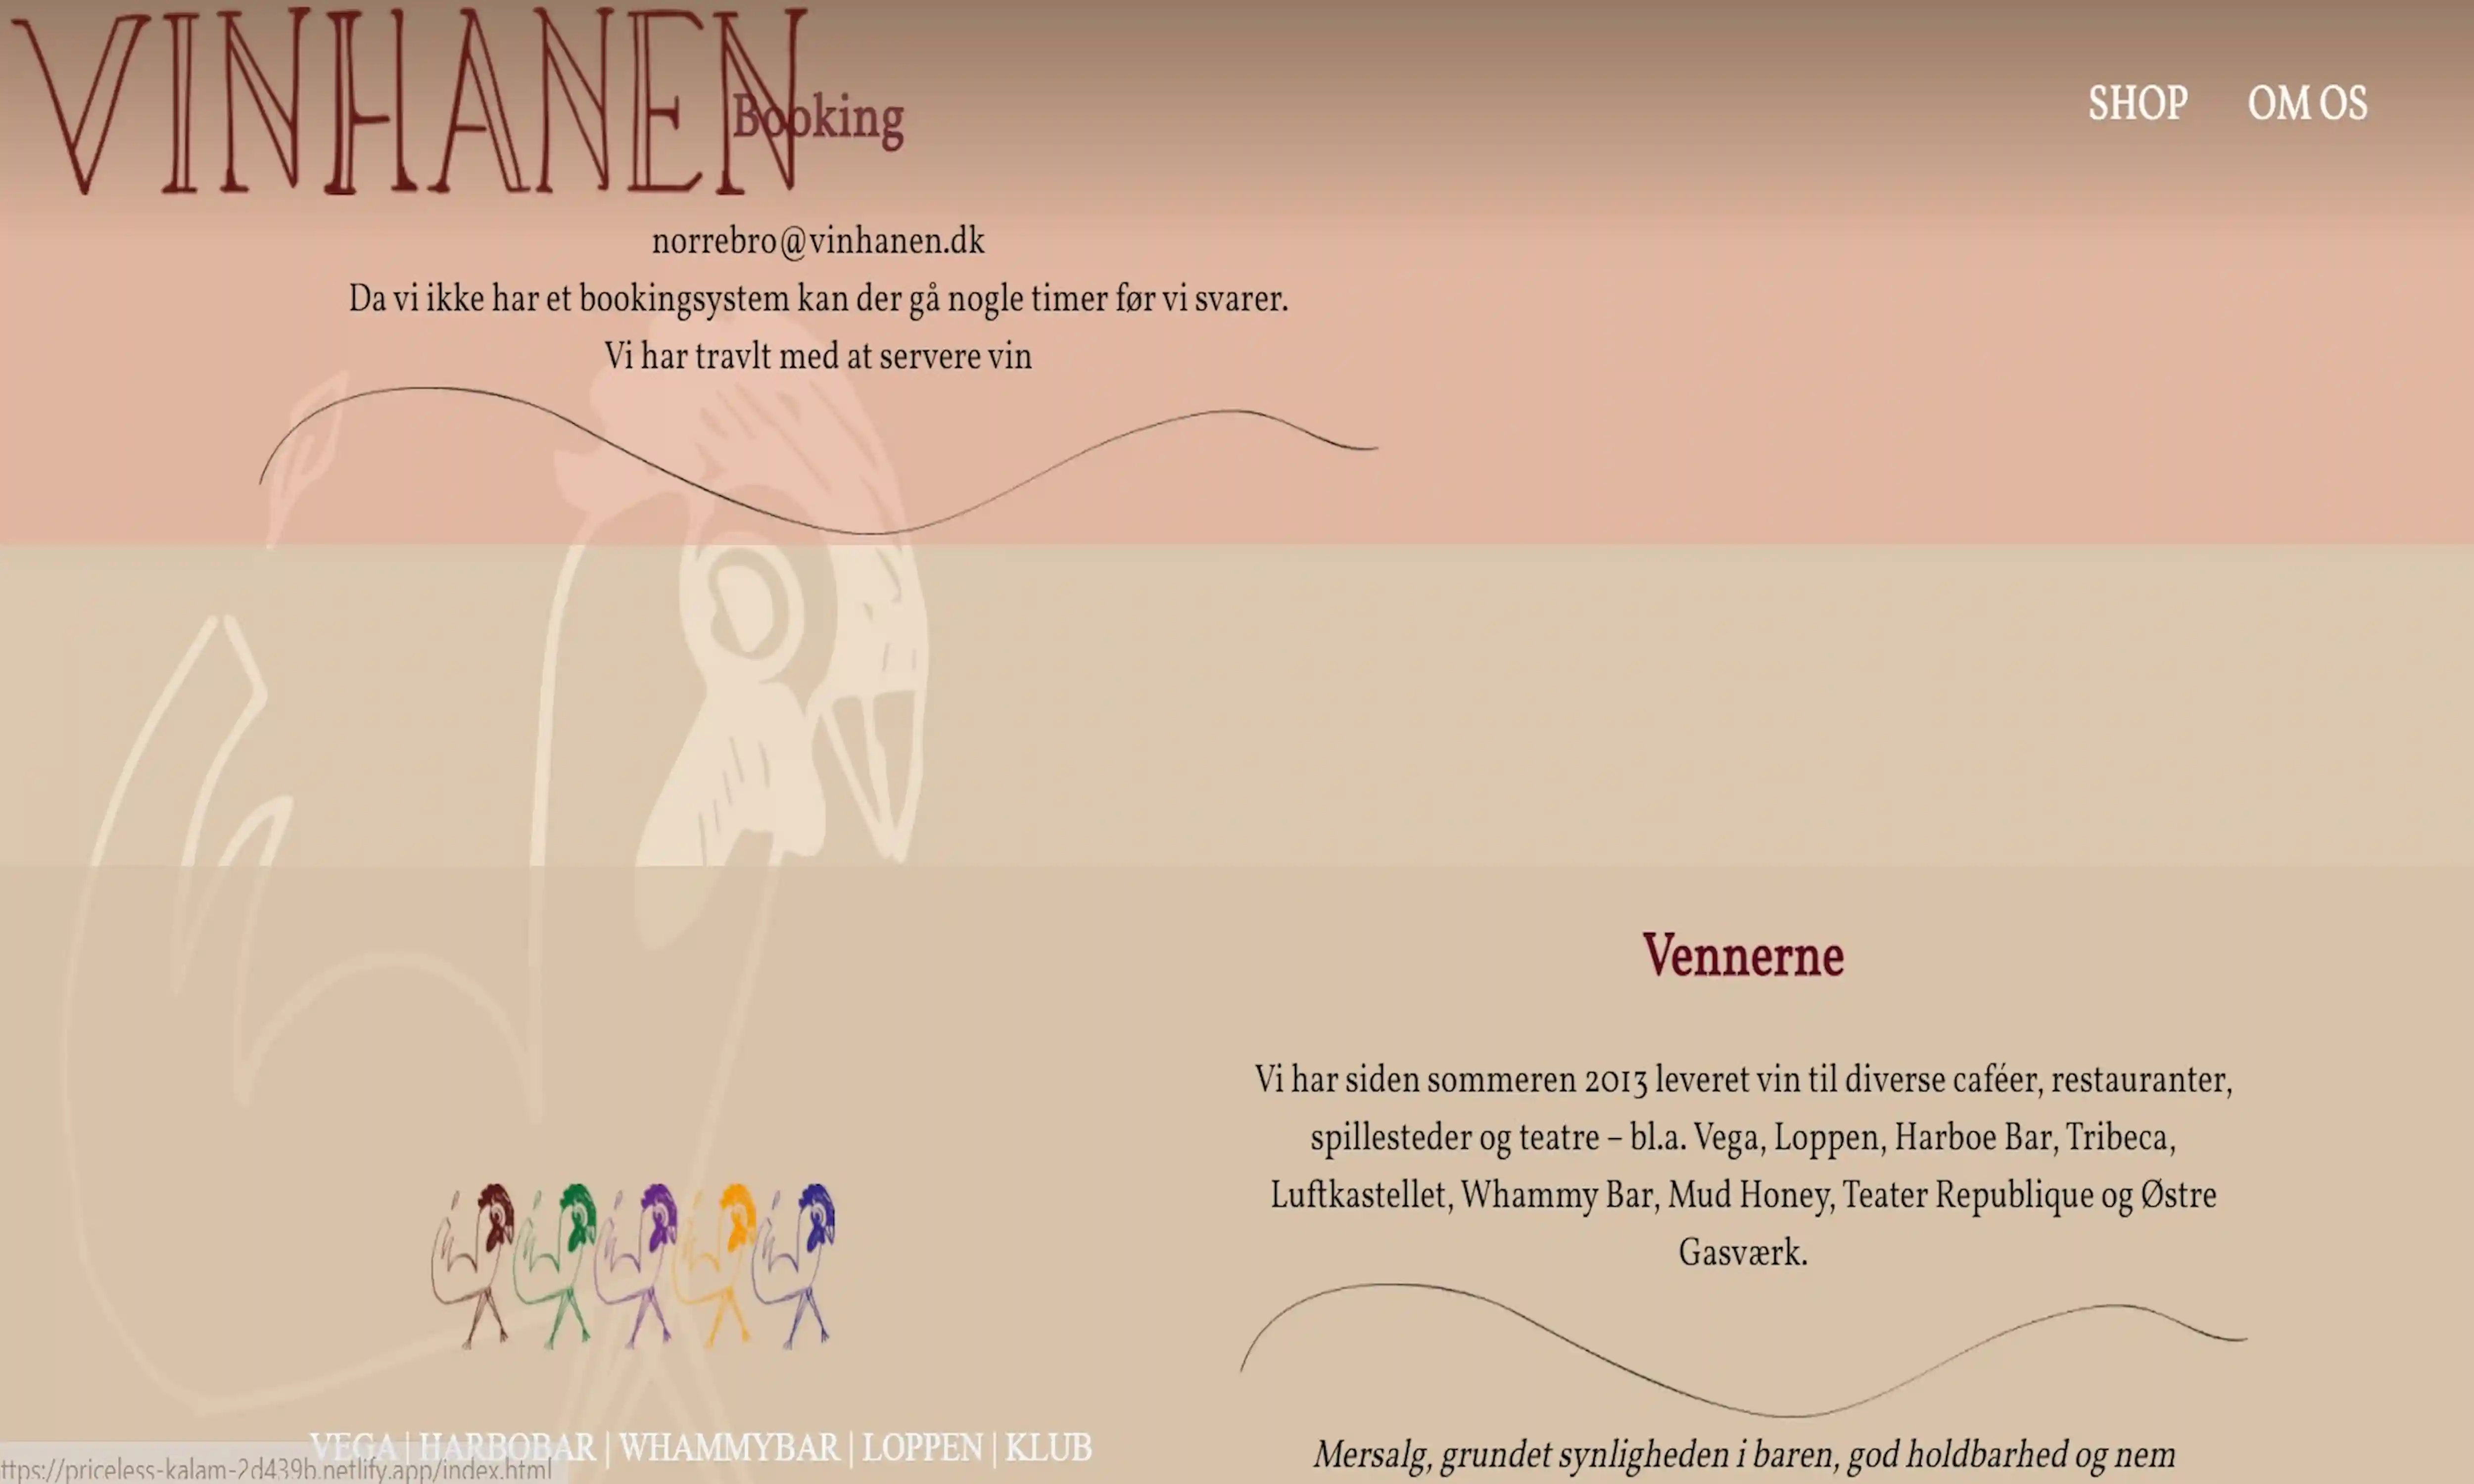 VINHANEN
Booking
SHOP OM OS
norrebro@vinhanen.dk
Da vi ikke har et bookingsystem kan der gå nogle timer før vi svarer.
Vi har travlt med at servere vin
Vennerne
Vi har siden sommeren 2013 leveret vin til diverse caféer, restauranter,
spillesteder og teatre – bl.a. Vega, Loppen, Harboe Bar, Tribeca,
Luftkastellet, Whammy Bar, Mud Honey, Teater Republique og Østre
Gasværk.
VEGA | HARBOBAR | WHAMMYBAR | LOPPEN | KLUB
Mersalg, grundet synligheden i baren, god holdbarhed og nem
ttps://priceless-kalam-2d439b.netlify.app/index.html